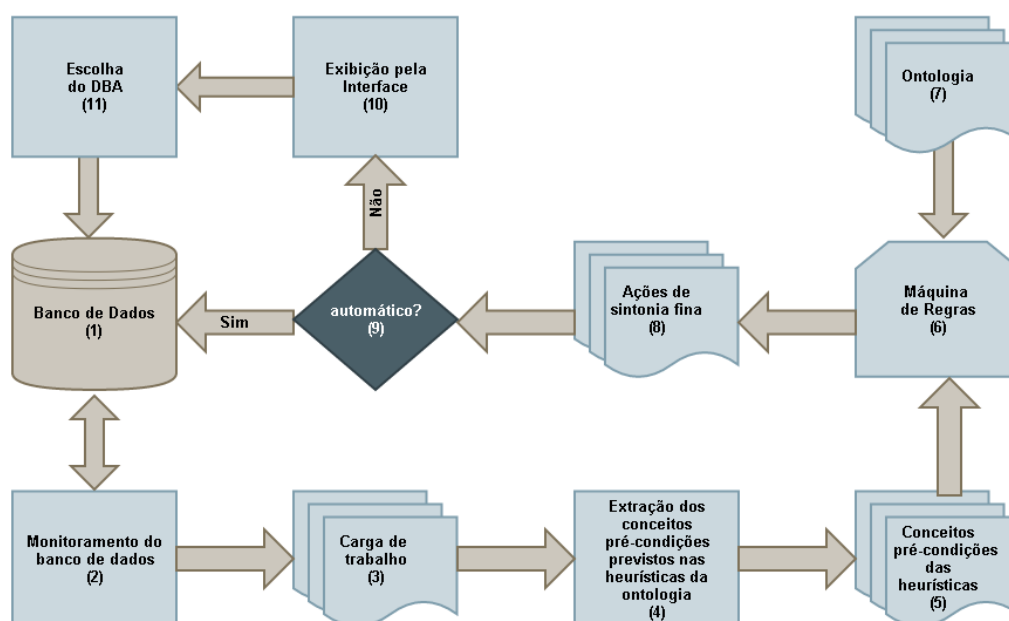 Escolha
do DBA
(11)
Exibição pela
Interface
(10)
Ontologia
(7)
Não
Banco de Dados
(1)
Sim
automático?
(9)
Ações de
sintonia fina
(8)
Máquina
de Regras
(6)
Monitoramento do
banco de dados
(2)
Carga de
trabalho
(3)
Extração dos
conceitos
pré-condições
previstos nas
heurísticas da
ontologia
(4)
Conceitos
pré-condições
das
heurísticas
(5)